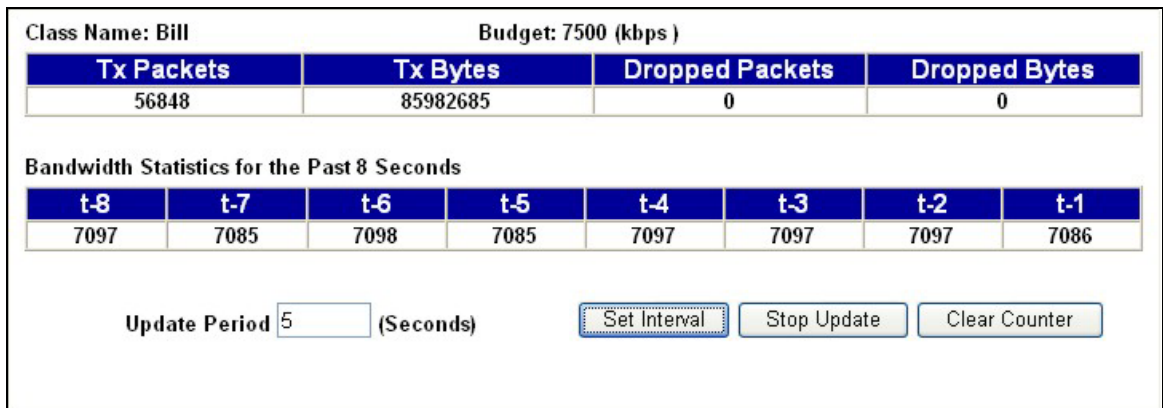 Class Name: Bill Budget: 7500 (kbps )
Tx Packets Tx Bytes Dropped Packets Dropped Bytes
56848 85982685 0 0
Bandwidth Statistics for the Past 8 Seconds
t-8 t-7 t-6 t-5 t-4 t-3 t-2 t-1
7097 7085 7098 7085 7097 7097 7097 7086
Update Period 5 (Seconds) Set Interval Stop Update Clear Counter